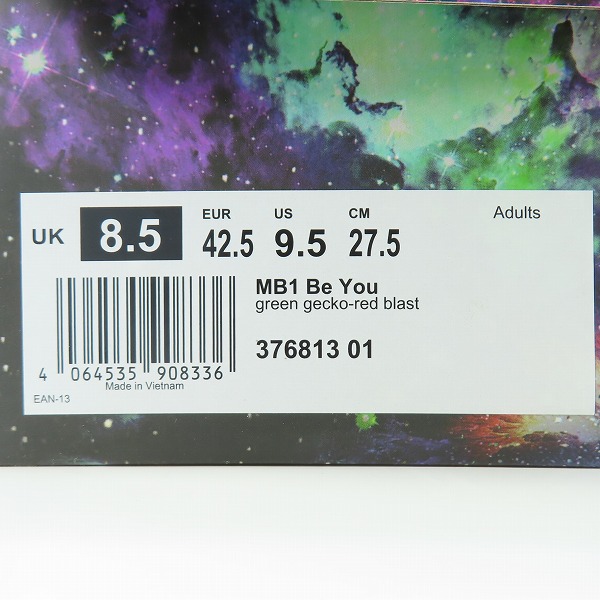 UK 8.5 EUR 42.5 US 9.5 CM 27.5 Adults
MB1 Be You
green gecko-red blast
376813 01
4 064535 908336
Made in Vietnam
EAN-13